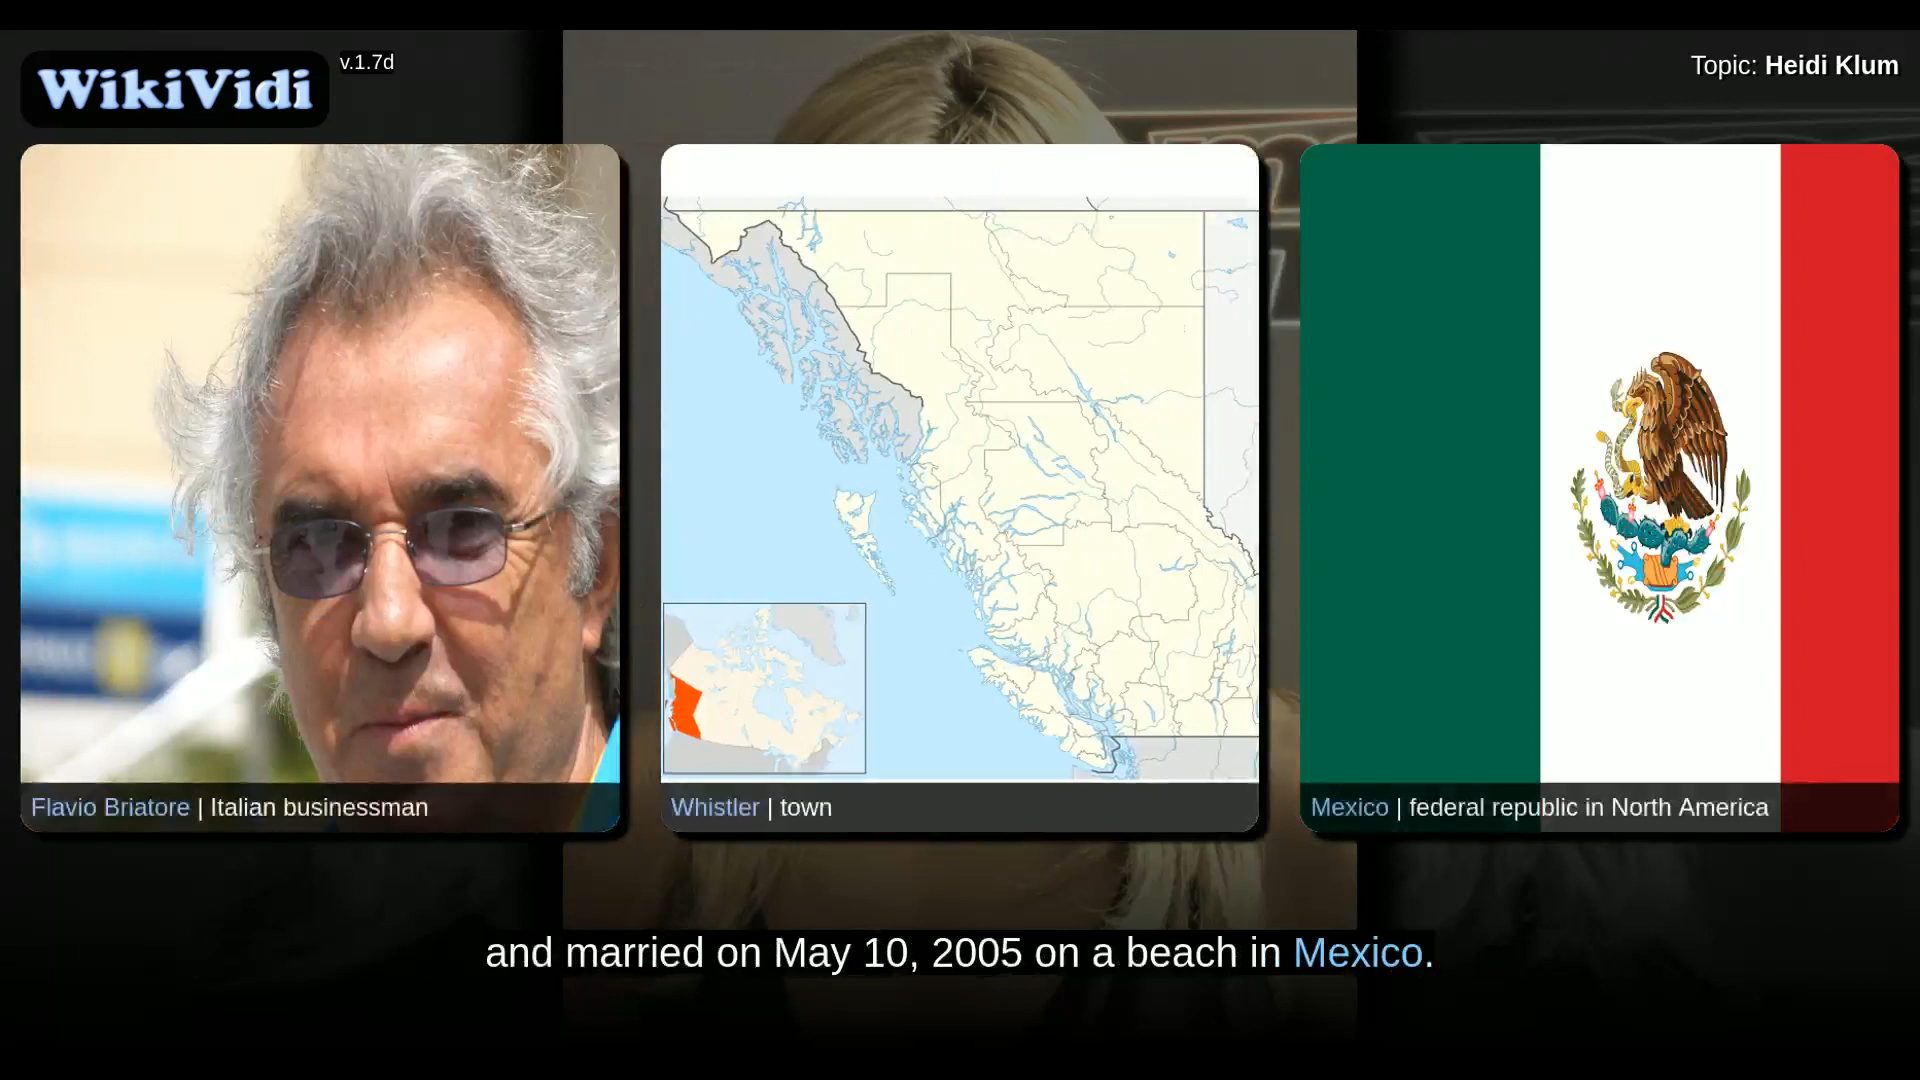 WikiVidi
v.1.7d
Topic: Heidi Klum
Flavio Briatore | Italian businessman
Whistler | town
Mexico | federal republic in North America
and married on May 10, 2005 on a beach in Mexico.